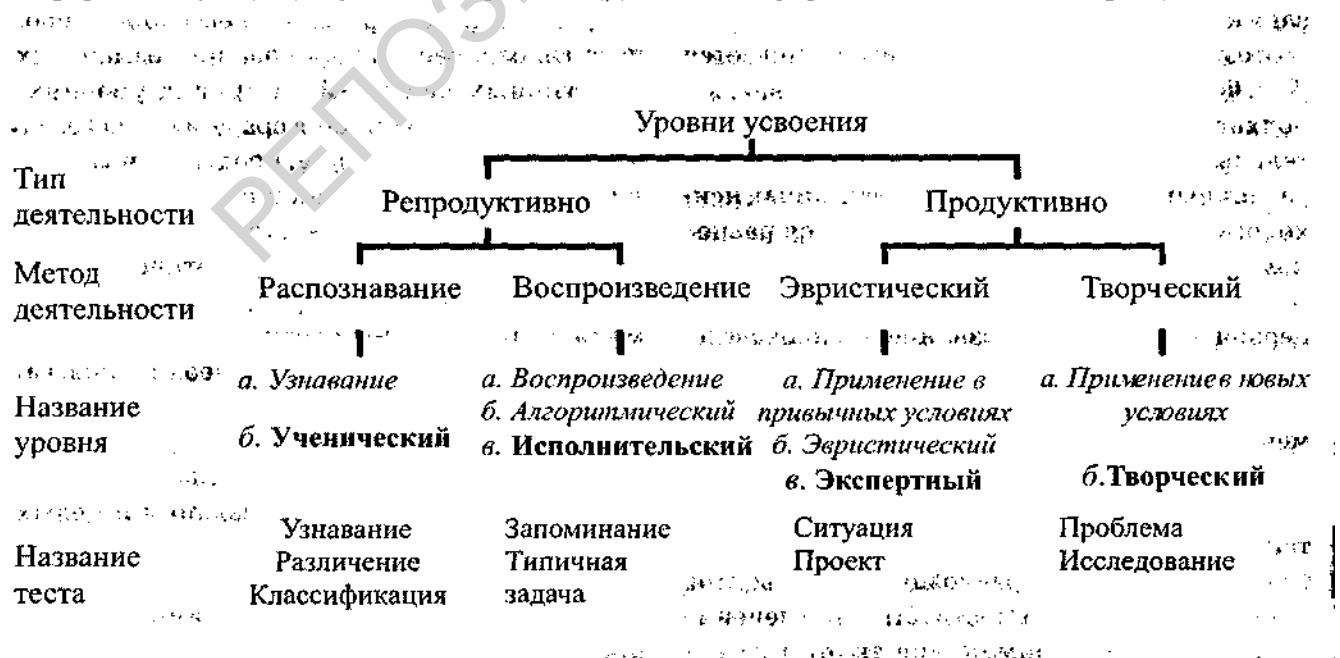 РЕПОЗ
Уровни усвоения
Тип
деятельности
Репродуктивно
Продуктивно
Метод
деятельности
Распознавание
Воспроизведение
Эвристический
Творческий
Название
уровня
а. Узнавание
б. Ученический
а. Воспроизведение
б. Алгоритмический
в. Исполнительский
а. Применение в
привычных условиях
б. Эвристический
в. Экспертный
а. Применение в новых
условиях
б.Творческий
Название
теста
Узнавание
Различение
Классификация
Запоминание
Типичная
задача
Ситуация
Проект
Проблема
Исследование